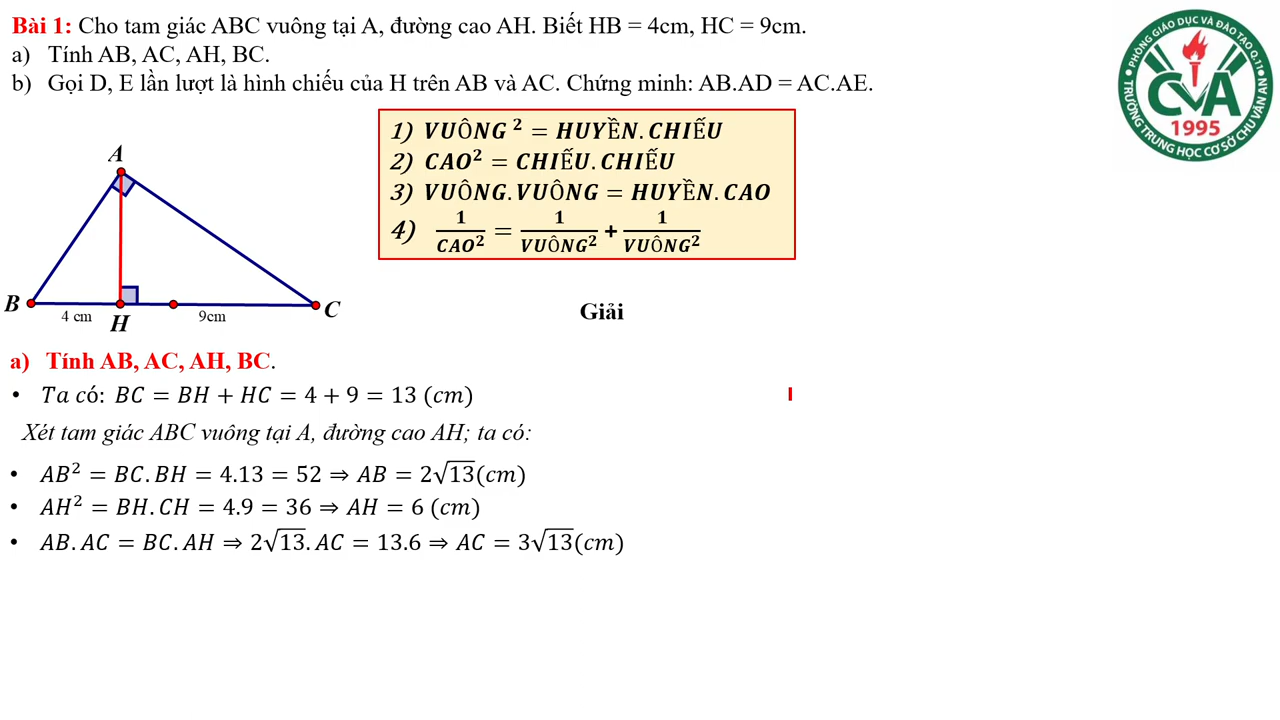 Bài 1: Cho tam giác ABC vuông tại A, đường cao AH. Biết HB = 4cm, HC = 9cm.
a) Tính AB, AC, AH, BC.
b) Gọi D, E lần lượt là hình chiếu của H trên AB và AC. Chứng minh: AB.AD = AC.AE.
PHÒNG GIÁO DỤC VÀ ĐÀO TẠO Q.11
CVA
1995
TRƯỜNG TRUNG HỌC CƠ SỞ CHU VĂN AN
1) VUÔNG² = HUYỀN.CHIẾU
2) CAO² = CHIẾU.CHIẾU
3) VUÔNG.VUÔNG = HUYỀN.CAO
4) 1/CAO² = 1/VUÔNG² + 1/VUÔNG²
A
B
4 cm
H
9cm
C
Giải
a) Tính AB, AC, AH, BC.
• Ta có: BC = BH + HC = 4 + 9 = 13 (cm)
Xét tam giác ABC vuông tại A, đường cao AH; ta có:
• AB² = BC.BH = 4.13 = 52 ⇒ AB = 2√13(cm)
• AH² = BH.CH = 4.9 = 36 ⇒ AH = 6 (cm)
• AB.AC = BC.AH ⇒ 2√13.AC = 13.6 ⇒ AC = 3√13(cm)